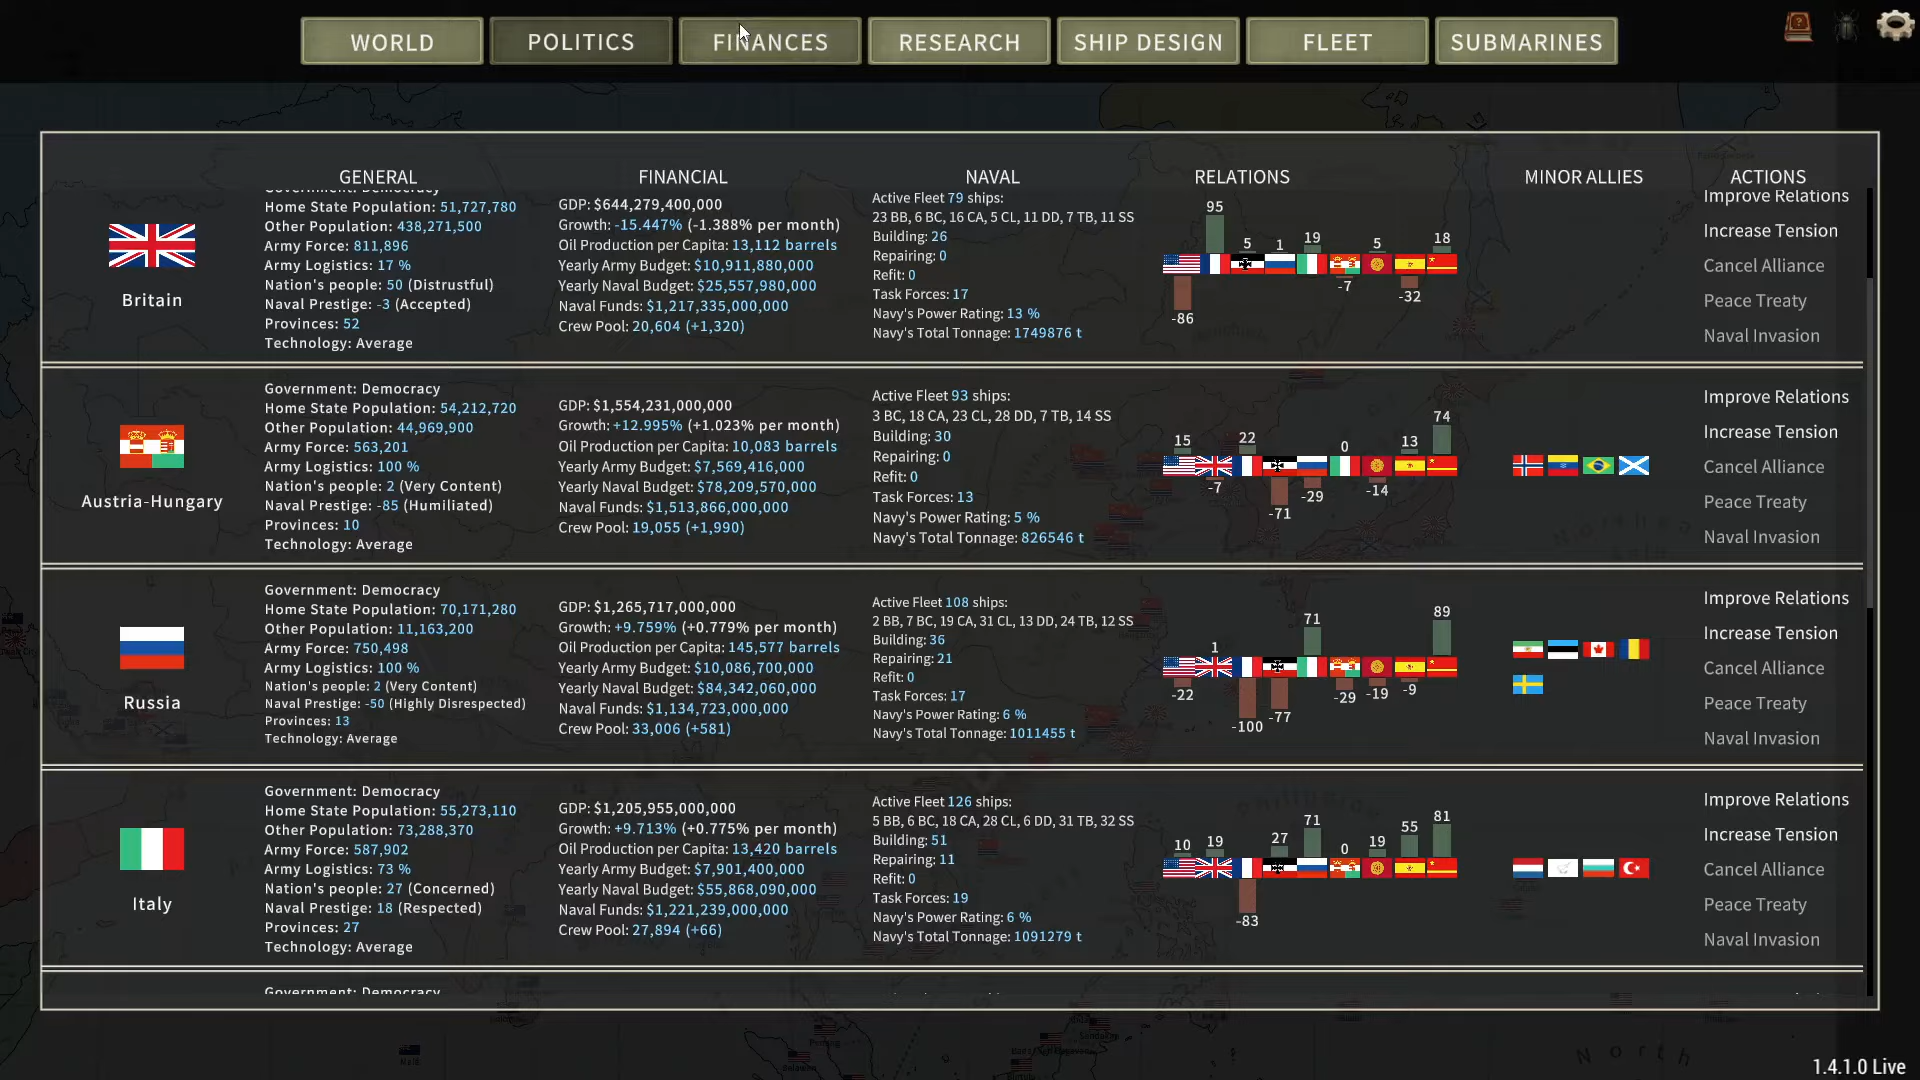 WORLD
POLITICS
FINANCES
RESEARCH
SHIP DESIGN
FLEET
SUBMARINES
GENERAL
FINANCIAL
NAVAL
RELATIONS
MINOR ALLIES
ACTIONS
Britain
Government: Democracy
Home State Population: 51,727,780
Other Population: 438,271,500
Army Force: 811,896
Army Logistics: 17 %
Nation's people: 50 (Distrustful)
Naval Prestige: -3 (Accepted)
Provinces: 52
Technology: Average
GDP: $644,279,400,000
Growth: -15.447% (-1.388% per month)
Oil Production per Capita: 13,112 barrels
Yearly Army Budget: $10,911,880,000
Yearly Naval Budget: $25,557,980,000
Naval Funds: $1,217,335,000,000
Crew Pool: 20,604 (+1,320)
Active Fleet 79 ships:
23 BB, 6 BC, 16 CA, 5 CL, 11 DD, 7 TB, 11 SS
Building: 26
Repairing: 0
Refit: 0
Task Forces: 17
Navy's Power Rating: 13 %
Navy's Total Tonnage: 1749876 t
95
5
1
19
5
18
-86
-7
-32
Improve Relations
Increase Tension
Cancel Alliance
Peace Treaty
Naval Invasion
Austria-Hungary
Government: Democracy
Home State Population: 54,212,720
Other Population: 44,969,900
Army Force: 563,201
Army Logistics: 100 %
Nation's people: 2 (Very Content)
Naval Prestige: -85 (Humiliated)
Provinces: 10
Technology: Average
GDP: $1,554,231,000,000
Growth: +12.995% (+1.023% per month)
Oil Production per Capita: 10,083 barrels
Yearly Army Budget: $7,569,416,000
Yearly Naval Budget: $78,209,570,000
Naval Funds: $1,513,866,000,000
Crew Pool: 19,055 (+1,990)
Active Fleet 93 ships:
3 BC, 18 CA, 23 CL, 28 DD, 7 TB, 14 SS
Building: 30
Repairing: 0
Refit: 0
Task Forces: 13
Navy's Power Rating: 5 %
Navy's Total Tonnage: 826546 t
15
22
0
13
74
-7
-71
-29
-14
Improve Relations
Increase Tension
Cancel Alliance
Peace Treaty
Naval Invasion
Russia
Government: Democracy
Home State Population: 70,171,280
Other Population: 11,163,200
Army Force: 750,498
Army Logistics: 100 %
Nation's people: 2 (Very Content)
Naval Prestige: -50 (Highly Disrespected)
Provinces: 13
Technology: Average
GDP: $1,265,717,000,000
Growth: +9.759% (+0.779% per month)
Oil Production per Capita: 145,577 barrels
Yearly Army Budget: $10,086,700,000
Yearly Naval Budget: $84,342,060,000
Naval Funds: $1,134,723,000,000
Crew Pool: 33,006 (+581)
Active Fleet 108 ships:
2 BB, 7 BC, 19 CA, 31 CL, 13 DD, 24 TB, 12 SS
Building: 36
Repairing: 21
Refit: 0
Task Forces: 17
Navy's Power Rating: 6 %
Navy's Total Tonnage: 1011455 t
1
71
89
-22
-100
-77
-29
-19
-9
Improve Relations
Increase Tension
Cancel Alliance
Peace Treaty
Naval Invasion
Italy
Government: Democracy
Home State Population: 55,273,110
Other Population: 73,288,370
Army Force: 587,902
Army Logistics: 73 %
Nation's people: 27 (Concerned)
Naval Prestige: 18 (Respected)
Provinces: 27
Technology: Average
GDP: $1,205,955,000,000
Growth: +9.713% (+0.775% per month)
Oil Production per Capita: 13,420 barrels
Yearly Army Budget: $7,901,400,000
Yearly Naval Budget: $55,868,090,000
Naval Funds: $1,221,239,000,000
Crew Pool: 27,894 (+66)
Active Fleet 126 ships:
5 BB, 6 BC, 18 CA, 28 CL, 6 DD, 31 TB, 32 SS
Building: 51
Repairing: 11
Refit: 0
Task Forces: 19
Navy's Power Rating: 6 %
Navy's Total Tonnage: 1091279 t
10
19
27
71
0
19
55
81
-83
Improve Relations
Increase Tension
Cancel Alliance
Peace Treaty
Naval Invasion
Government: Democracy
North
1.4.1.0 Live